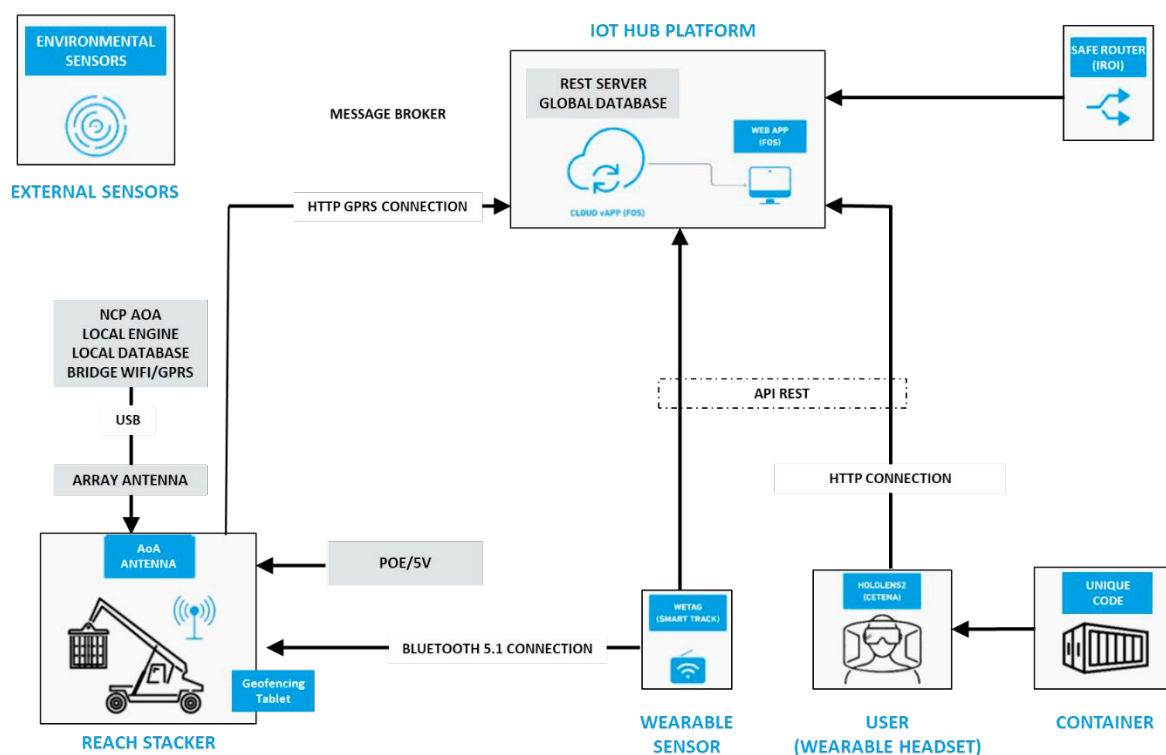 ENVIRONMENTAL
SENSORS
EXTERNAL SENSORS
IOT HUB PLATFORM
REST SERVER
GLOBAL DATABASE
WEB APP
(FOS)
CLOUD vAPP (FOS)
SAFE ROUTER
(IROI)
MESSAGE BROKER
HTTP GPRS CONNECTION
NCP AOA
LOCAL ENGINE
LOCAL DATABASE
BRIDGE WIFI/GPRS
USB
ARRAY ANTENNA
API REST
HTTP CONNECTION
AoA
ANTENNA
POE/5V
BLUETOOTH 5.1 CONNECTION
Geofencing
Tablet
REACH STACKER
WETAG
(SMART TRACK)
WEARABLE
SENSOR
HOLOLENS2
(CETENA)
USER
(WEARABLE HEADSET)
UNIQUE
CODE
CONTAINER